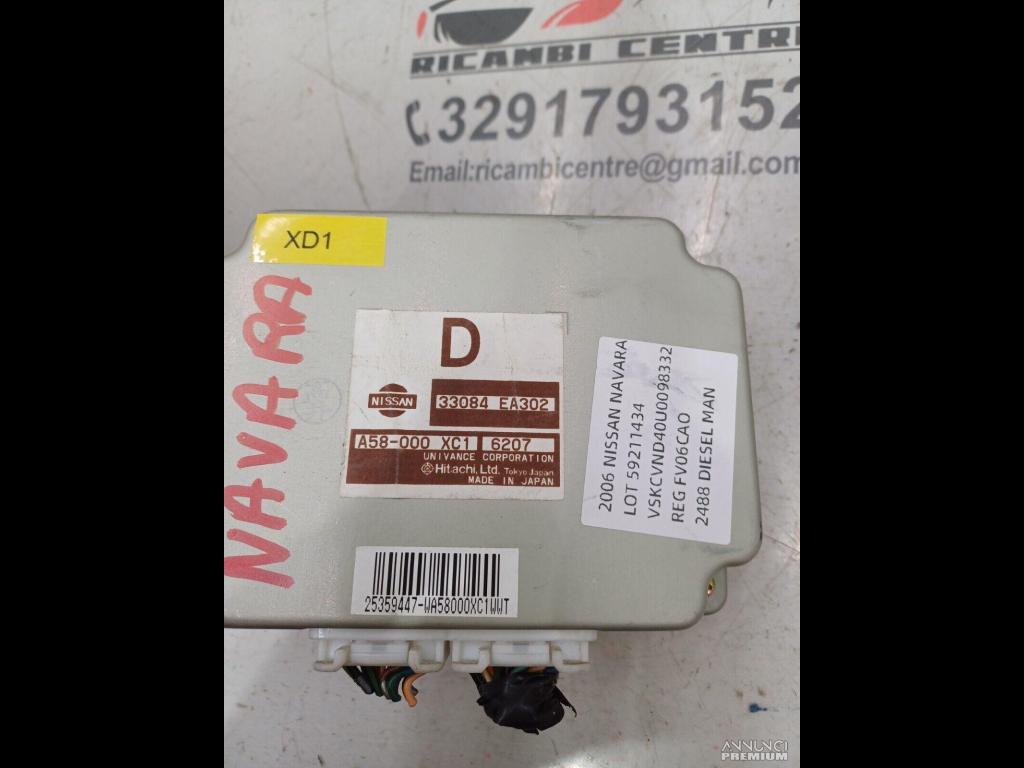 RICAMBI CENTRE
3291793152
Email:ricambicentre@gmail.com
XD1
NAVARA
D
NISSAN
33084 EA302
A58-000 XC1 6207
UNIVANCE CORPORATION
Hitachi, Ltd. Tokyo Japan
MADE IN JAPAN
2006 NISSAN NAVARA
LOT 59211434
VSKCVND40U0098332
REG FV06CAO
2488 DIESEL MAN
25359447-WA58000XC1WWT
ANNUNCI
PREMIUM